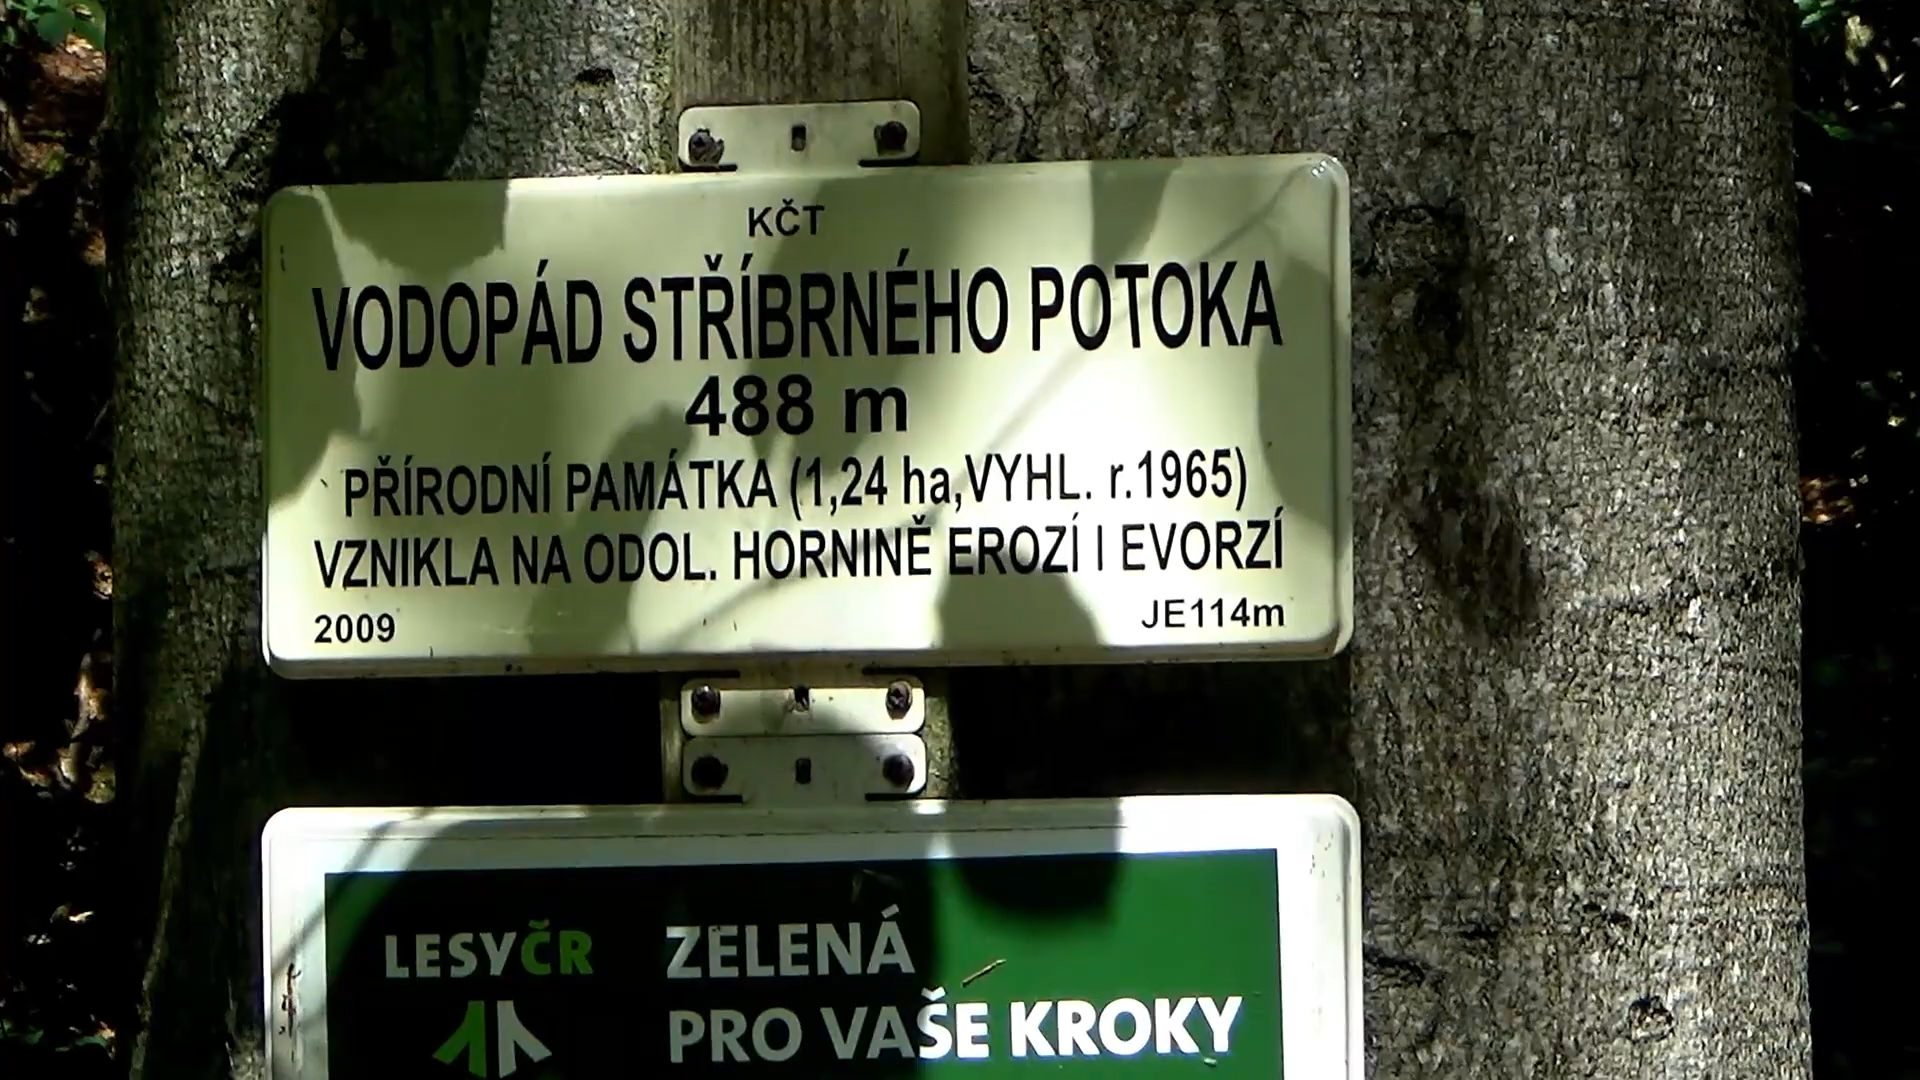 KČT
VODOPÁD STŘÍBRNÉHO POTOKA
488 m
PŘÍRODNÍ PAMÁTKA (1,24 ha,VYHL. r.1965)
VZNIKLA NA ODOL. HORNINĚ EROZÍ I EVORZÍ
2009 JE114m
LESYČR ZELENÁ
PRO VAŠE KROKY